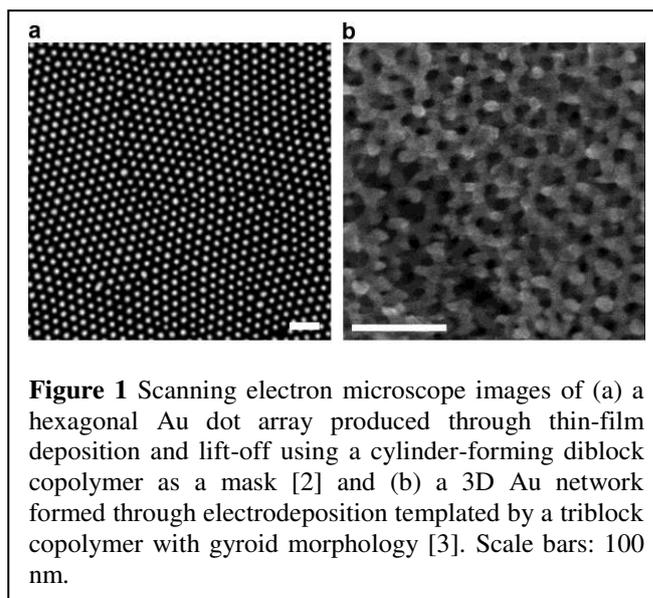 a
b
Figure 1 Scanning electron microscope images of (a) a
hexagonal Au dot array produced through thin-film
deposition and lift-off using a cylinder-forming diblock
copolymer as a mask [2] and (b) a 3D Au network
formed through electrodeposition templated by a triblock
copolymer with gyroid morphology [3]. Scale bars: 100
nm.